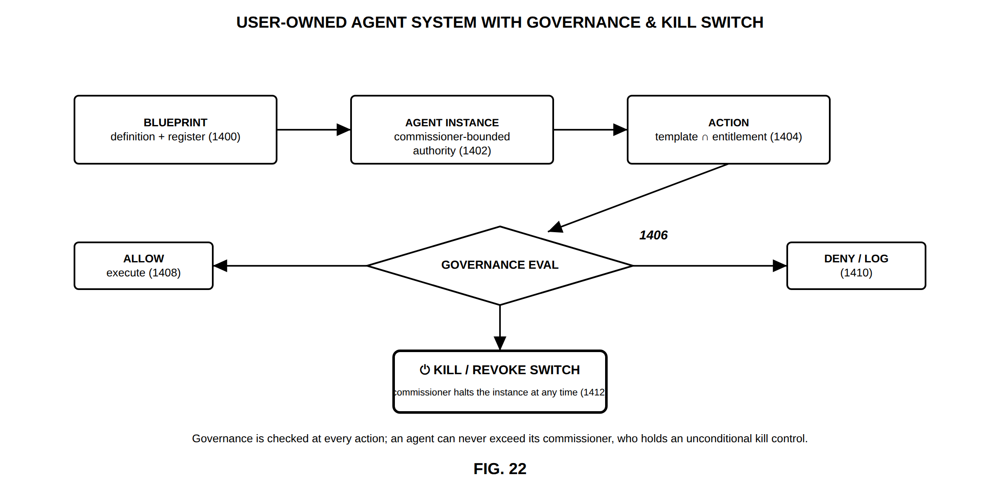 USER-OWNED AGENT SYSTEM WITH GOVERNANCE & KILL SWITCH
BLUEPRINT
definition + register (1400)
AGENT INSTANCE
commissioner-bounded
authority (1402)
ACTION
template ∩ entitlement (1404)
1406
GOVERNANCE EVAL
ALLOW
execute (1408)
DENY / LOG
(1410)
⏻ KILL / REVOKE SWITCH
commissioner halts the instance at any time (1412)
Governance is checked at every action; an agent can never exceed its commissioner, who holds an unconditional kill control.
FIG. 22